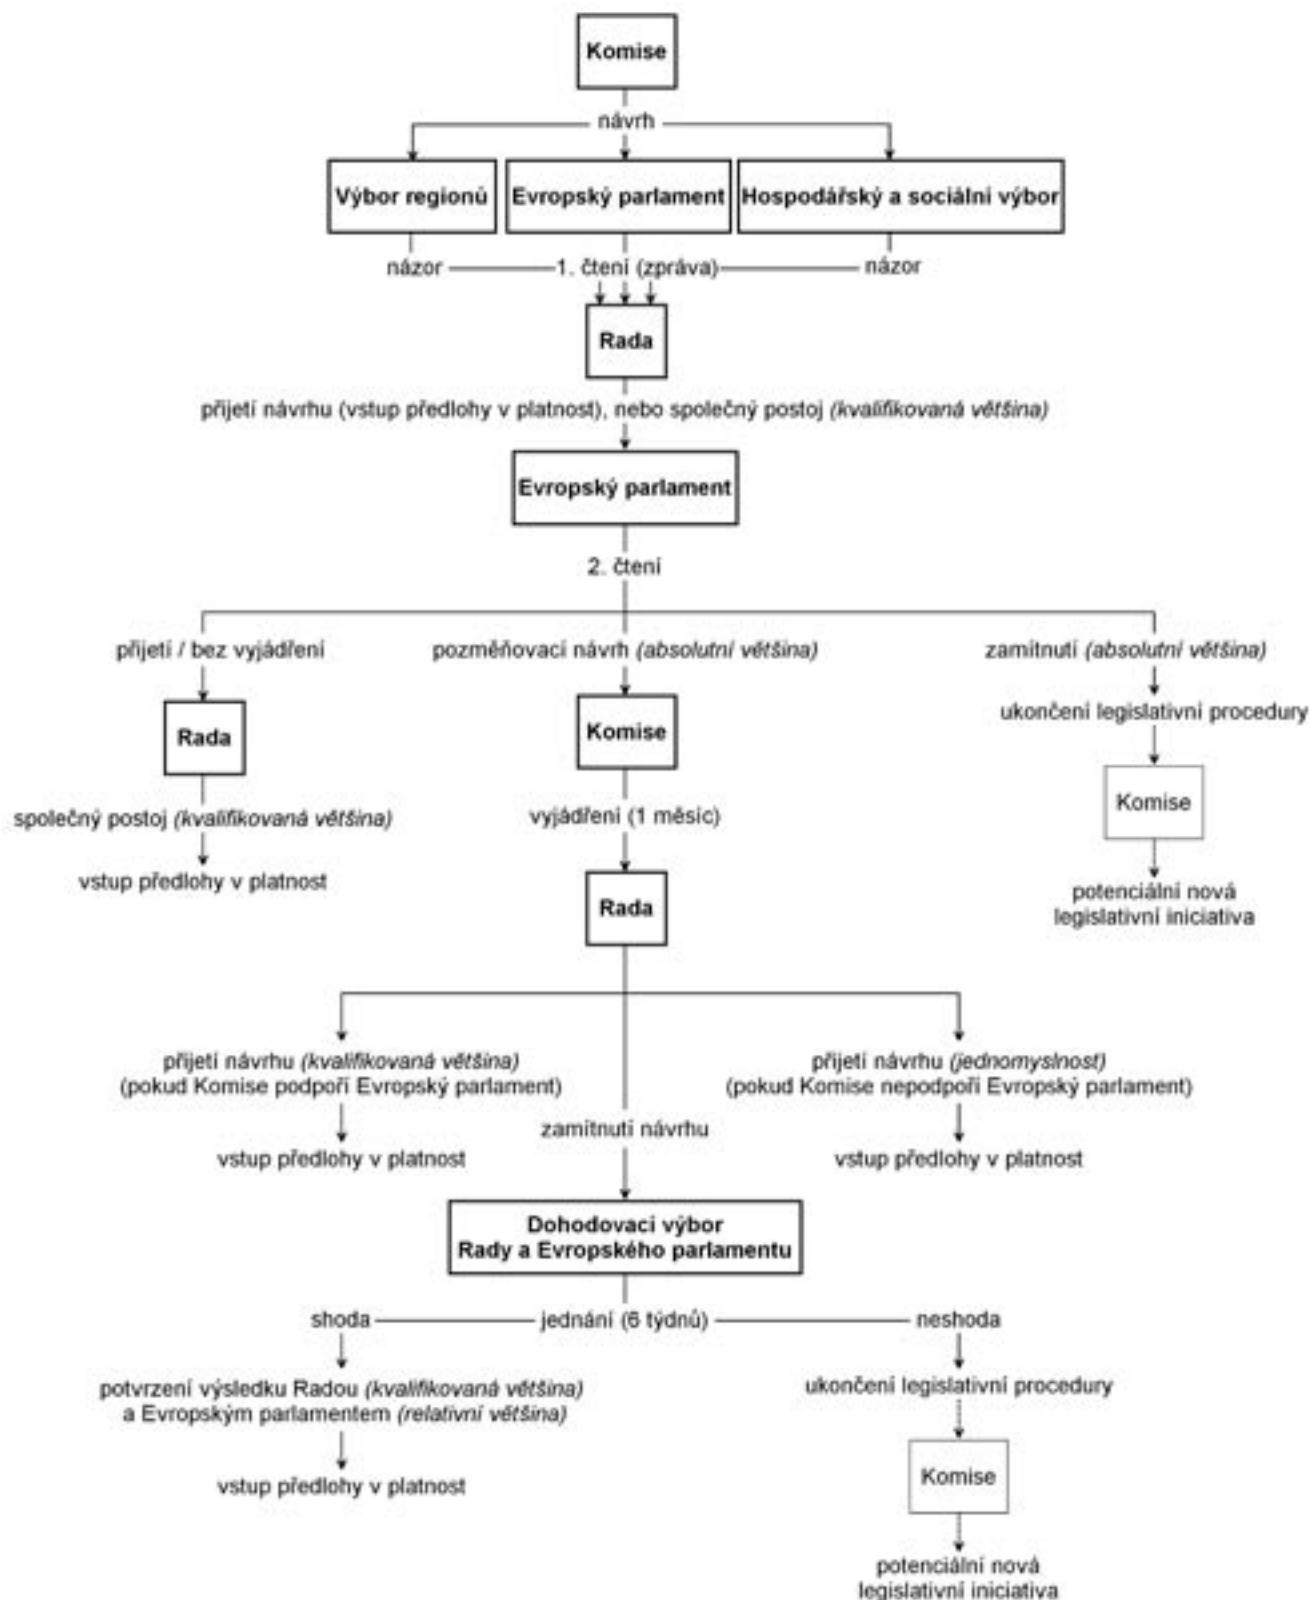 Komise
návrh
Výbor regionů
Evropský parlament
Hospodářský a sociální výbor
názor
1. čtení (zpráva)
názor
Rada
přijetí návrhu (vstup předlohy v platnost), nebo společný postoj (kvalifikovaná většina)
Evropský parlament
2. čtení
přijetí / bez vyjádření
pozměňovací návrh (absolutní většina)
zamítnutí (absolutní většina)
ukončení legislativní procedury
Rada
Komise
Komise
společný postoj (kvalifikovaná většina)
vyjádření (1 měsíc)
vstup předlohy v platnost
potenciální nová
legislativní iniciativa
Rada
přijetí návrhu (kvalifikovaná většina)
(pokud Komise podpoří Evropský parlament)
přijetí návrhu (jednomyslnost)
(pokud Komise nepodpoří Evropský parlament)
zamítnutí návrhu
vstup předlohy v platnost
vstup předlohy v platnost
Dohodovací výbor
Rady a Evropského parlamentu
shoda
jednání (6 týdnů)
neshoda
potvrzení výsledku Radou (kvalifikovaná většina)
a Evropským parlamentem (relativní většina)
ukončení legislativní procedury
vstup předlohy v platnost
Komise
potenciální nová
legislativní iniciativa